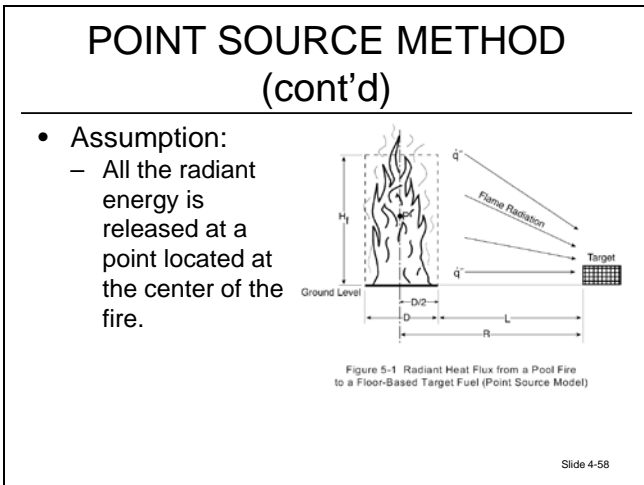 POINT SOURCE METHOD
(cont’d)
• Assumption:
– All the radiant
energy is
released at a
point located at
the center of the
fire.
q̇″
Flame Radiation
Hf
Target
q̇″
Ground Level
D/2
D
L
R
Figure 5-1 Radiant Heat Flux from a Pool Fire
to a Floor-Based Target Fuel (Point Source Model)
Slide 4-58